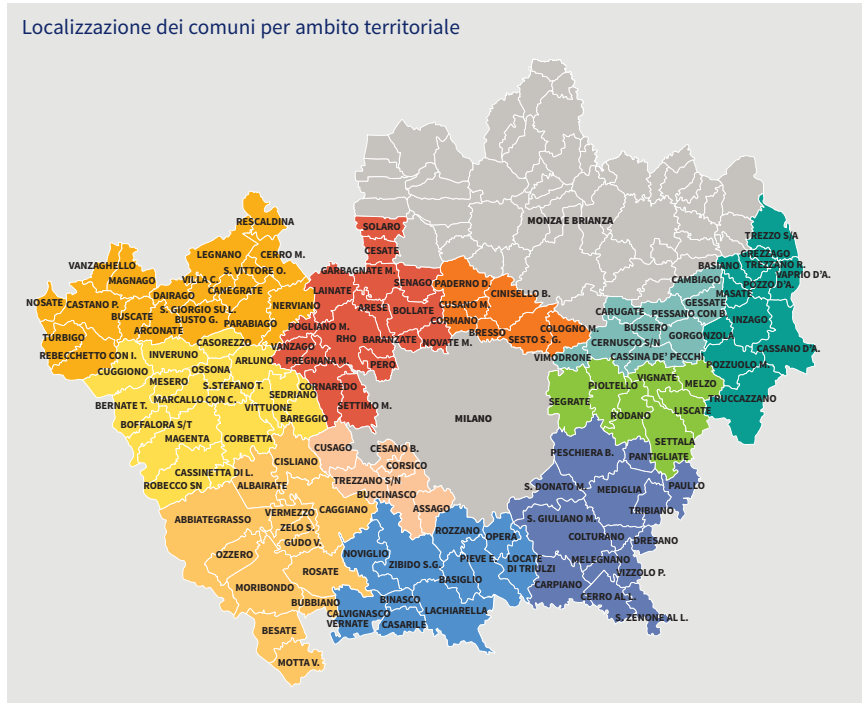 Localizzazione dei comuni per ambito territoriale
RESCALDINA
SOLARO
MONZA E BRIANZA
TREZZO S/A
LEGNANO
CERRO M.
CESATE
GREZZAGO
VANZAGHELLO
S. VITTORE O.
GARBAGNATE M.
BASIANO
TREZZANO R.
MAGNAGO
VILLA C.
CANEGRATE
LAINATE
SENAGO
PADERNO D.
CINISELLO B.
CAMBIAGO
VAPRIO D'A.
POZZO D'A.
NOSATE
CASTANO P.
DAIRAGO
NERVIANO
ARESE
BOLLATE
CUSANO M.
GESSATE
MASATE
BUSCATE
S. GIORGIO SU L.
BUSTO G.
PARABIAGO
POGLIANO M.
CORMANO
CARUGATE
PESSANO CON B.
INZAGO
TURBIGO
ARCONATE
CASOREZZO
RHO
BARANZATE
NOVATE M.
BRESSO
SESTO S. G.
COLOGNO M.
BUSSERO
GORGONZOLA
CERNUSCO S/N
CASSANO D'A.
REBECCHETTO CON I.
INVERUNO
ARLUNO
VANZAGO
PREGNANA M.
PERO
VIMODRONE
CASSINA DE' PECCHI
POZZUOLO M.
CUGGIONO
OSSONA
MESERO
S.STEFANO T.
CORNAREDO
PIOLTELLO
VIGNATE
MELZO
BERNATE T.
MARCALLO CON C.
SEDRIANO
VITTUONE
SETTIMO M.
SEGRATE
RODANO
LISCATE
TRUCCAZZANO
BOFFALORA S/T
BAREGGIO
MILANO
MAGENTA
CORBETTA
CUSAGO
CESANO B.
PESCHIERA B.
SETTALA
PANTIGLIATE
CASSINETTA DI L.
CISLIANO
CORSICO
ROBECCO SN
ALBAIRATE
TREZZANO S/N
S. DONATO M.
MEDIGLIA
PAULLO
BUCCINASCO
ABBIATEGRASSO
VERMEZZO
CAGGIANO
ASSAGO
TRIBIANO
ZELO S.
ROZZANO
OPERA
S. GIULIANO M.
COLTURANO
DRESANO
GUDO V.
OZZERO
NOVIGLIO
ZIBIDO S.G.
PIEVE E.
LOCATE
DI TRIULZI
MELEGNANO
ROSATE
BASIGLIO
VIZZOLO P.
MORIBONDO
CARPIANO
CERRO AL L.
BUBBIANO
BINASCO
CALVIGNASCO
LACHIARELLA
VERNATE
CASARILE
S. ZENONE AL L.
BESATE
MOTTA V.